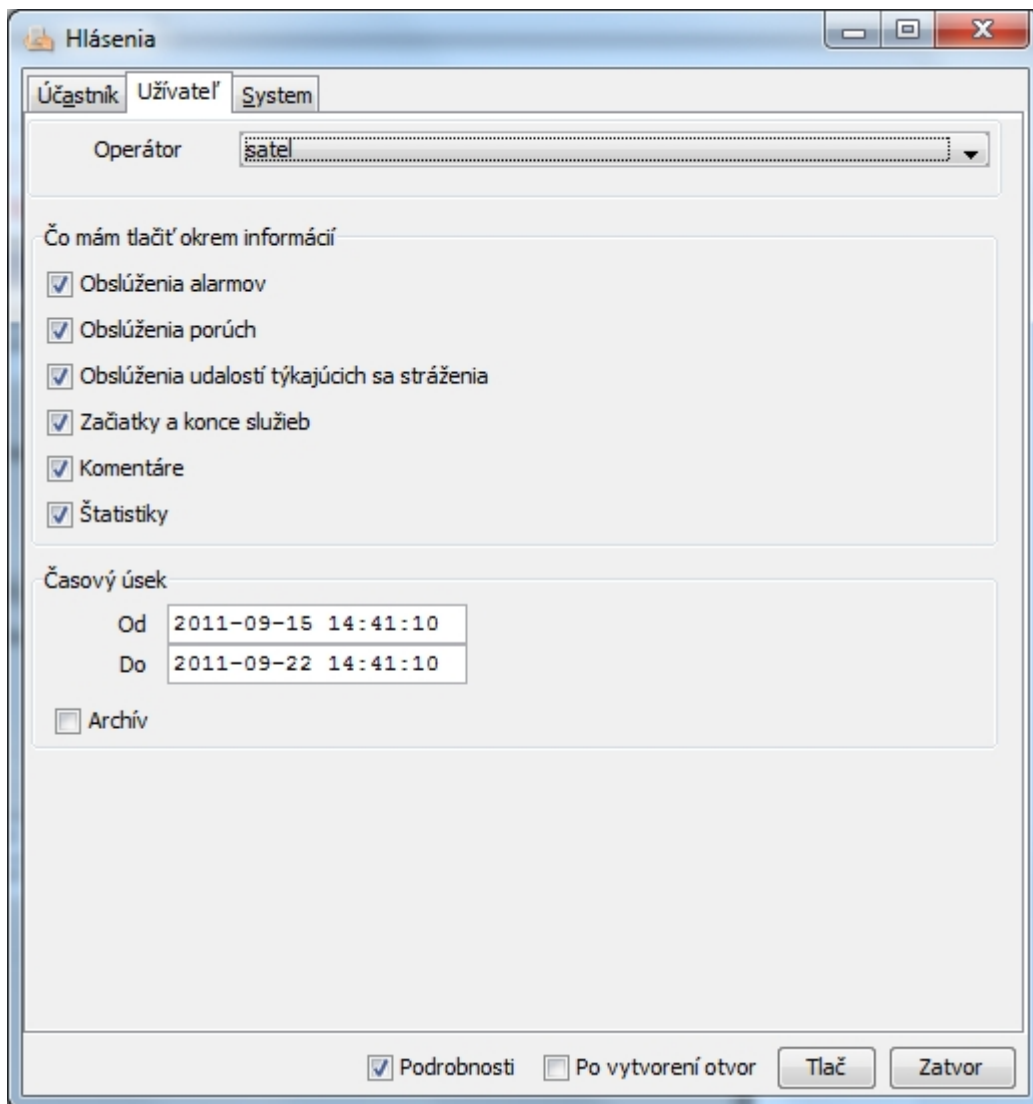 Hlásenia
Účastník Užívateľ System
Operátor satel
Čo mám tlačiť okrem informácií
Obslúženia alarmov
Obslúženia porúch
Obslúženia udalostí týkajúcich sa stráženia
Začiatky a konce služieb
Komentáre
Štatistiky
Časový úsek
Od 2011-09-15 14:41:10
Do 2011-09-22 14:41:10
Archív
Podrobnosti Po vytvorení otvor Tlač Zatvor